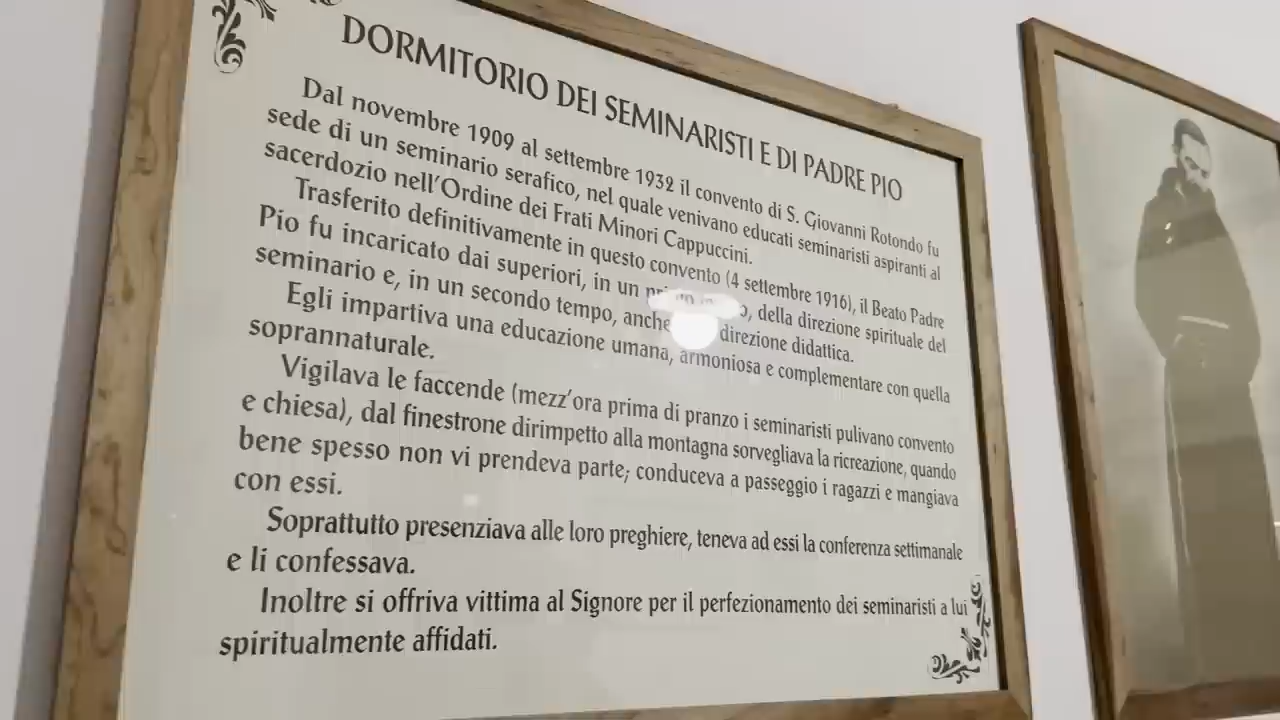 DORMITORIO DEI SEMINARISTI E DI PADRE PIO
Dal novembre 1909 al settembre 1932 il convento di S. Giovanni Rotondo fu
sede di un seminario serafico, nel quale venivano educati seminaristi aspiranti al
sacerdozio nell'Ordine dei Frati Minori Cappuccini.
Trasferito definitivamente in questo convento (4 settembre 1916), il Beato Padre
Pio fu incaricato dai superiori, in un della direzione spirituale del
seminario e, in un secondo tempo, anche direzione didattica.
Egli impartiva una educazione umana, armoniosa e complementare con quella
soprannaturale.
Vigilava le faccende (mezz'ora prima di pranzo i seminaristi pulivano convento
e chiesa), dal finestrone dirimpetto alla montagna sorvegliava la ricreazione, quando
bene spesso non vi prendeva parte; conduceva a passeggio i ragazzi e mangiava
con essi.
Soprattutto presenziava alle loro preghiere, teneva ad essi la conferenza settimanale
e li confessava.
Inoltre si offriva vittima al Signore per il perfezionamento dei seminaristi a lui
spiritualmente affidati.